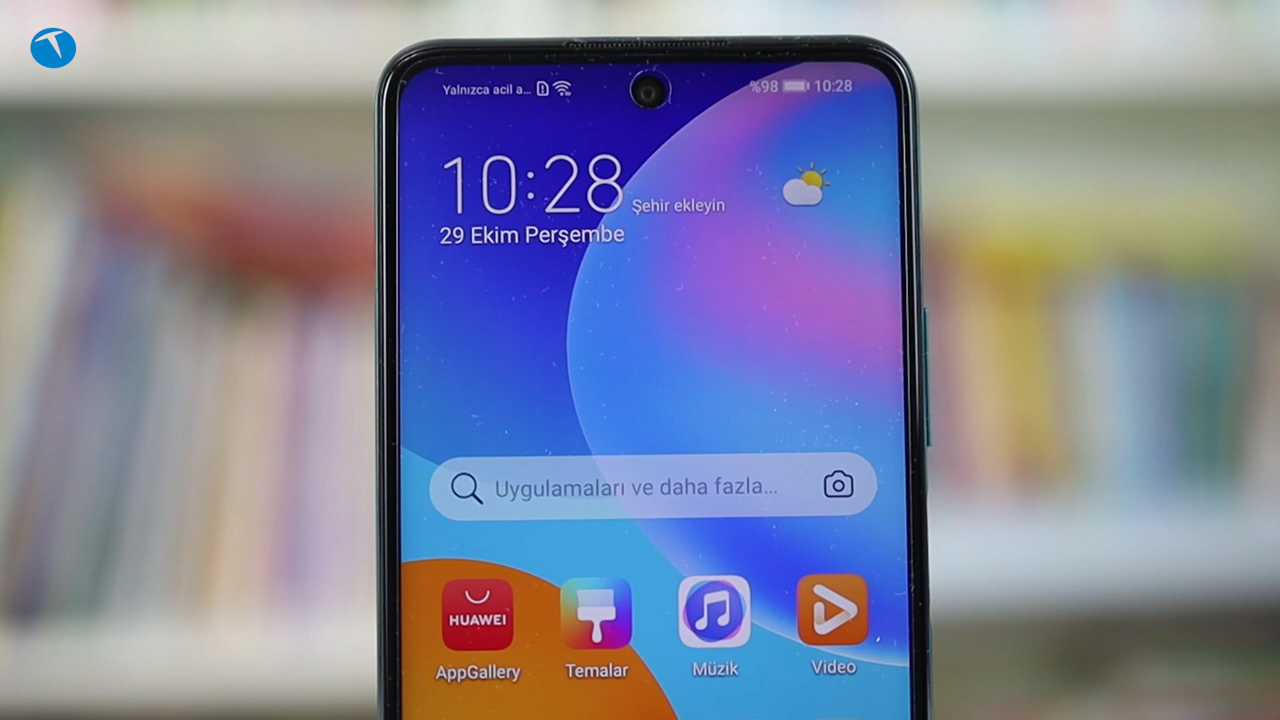 Yalnızca acil a...
%98 10:28
10:28
Şehir ekleyin
29 Ekim Perşembe
Uygulamaları ve daha fazla...
HUAWEI
AppGallery
Temalar
Müzik
Video